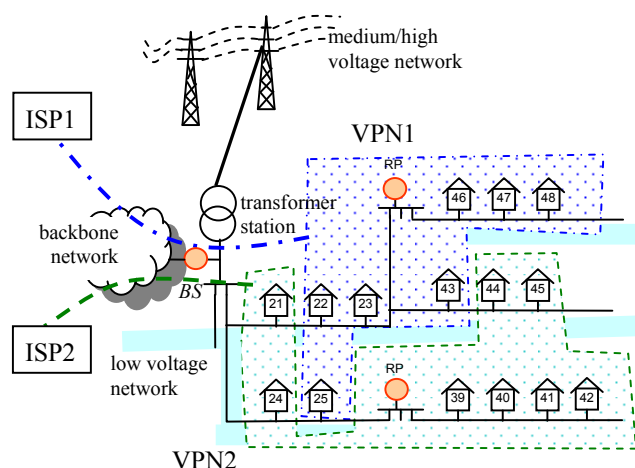 medium/high
voltage network
ISP1
VPN1
RP
46 47 48
transformer
station
backbone
network
BS
21 22 23
43 44 45
ISP2
low voltage
network
RP
24 25
39 40 41 42
VPN2